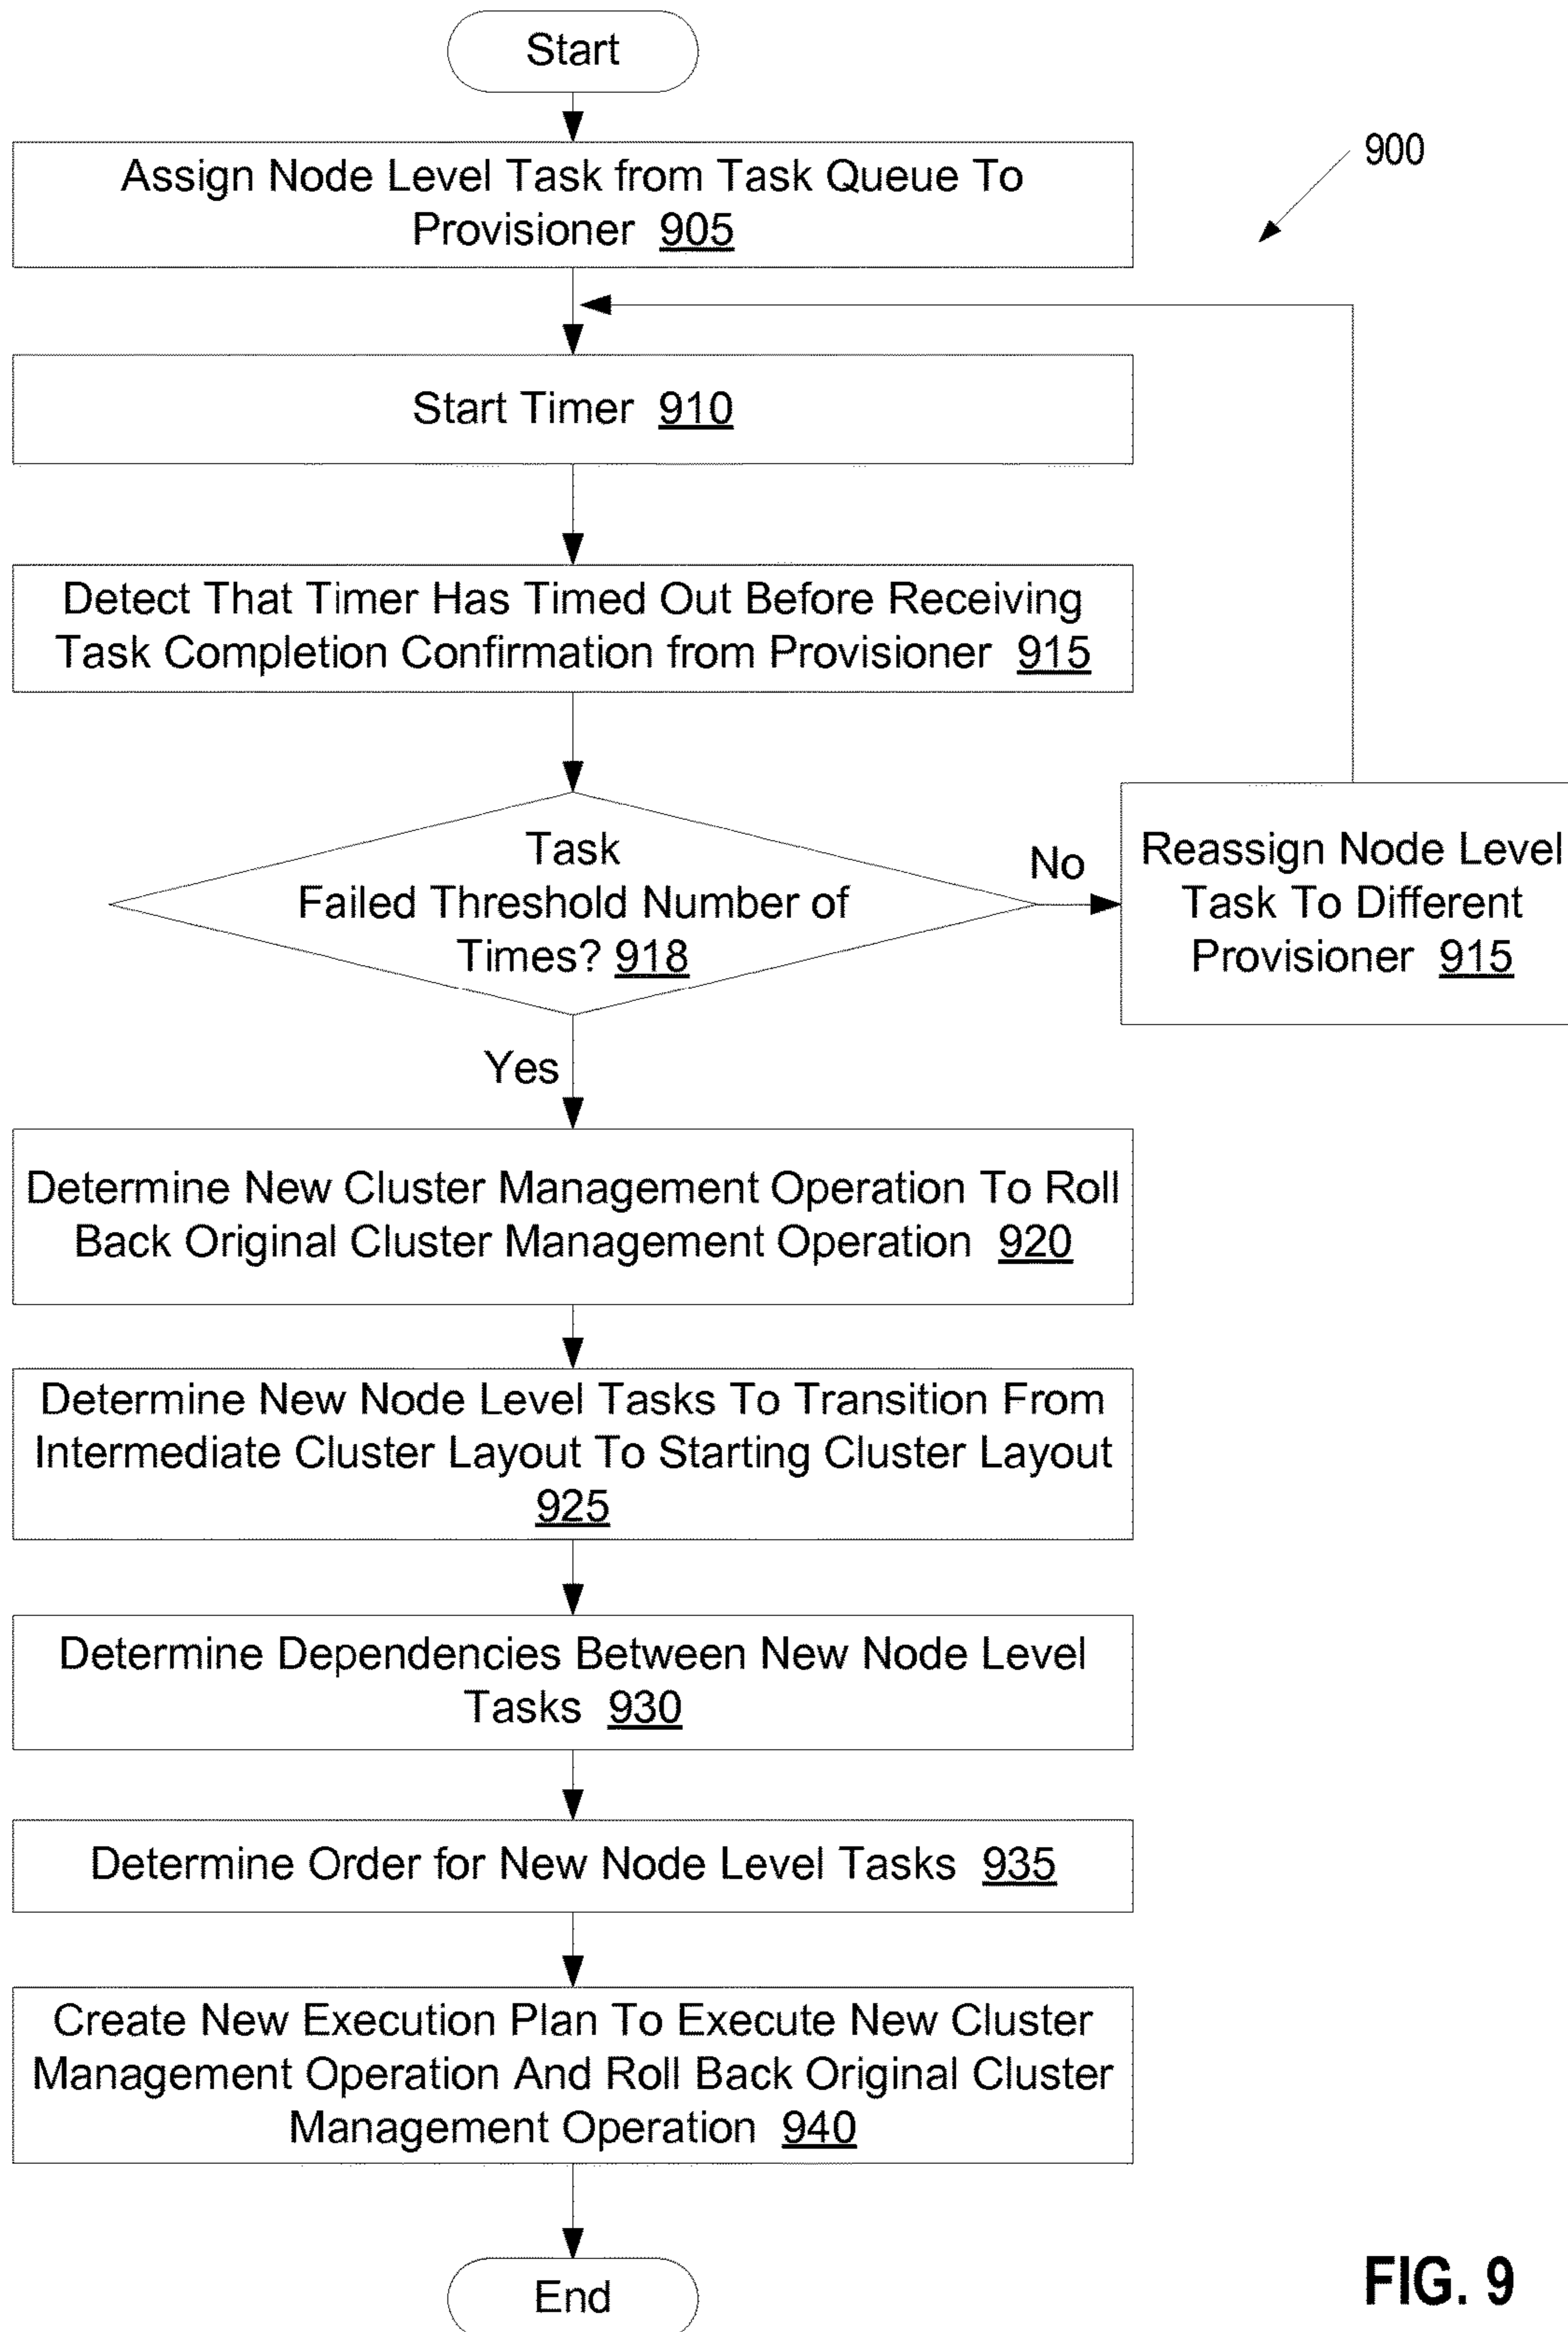 Start
Assign Node Level Task from Task Queue To
Provisioner 905
900
Start Timer 910
Detect That Timer Has Timed Out Before Receiving
Task Completion Confirmation from Provisioner 915
Task
Failed Threshold Number of
Times? 918
No
Reassign Node Level
Task To Different
Provisioner 915
Yes
Determine New Cluster Management Operation To Roll
Back Original Cluster Management Operation 920
Determine New Node Level Tasks To Transition From
Intermediate Cluster Layout To Starting Cluster Layout
925
Determine Dependencies Between New Node Level
Tasks 930
Determine Order for New Node Level Tasks 935
Create New Execution Plan To Execute New Cluster
Management Operation And Roll Back Original Cluster
Management Operation 940
End
FIG. 9